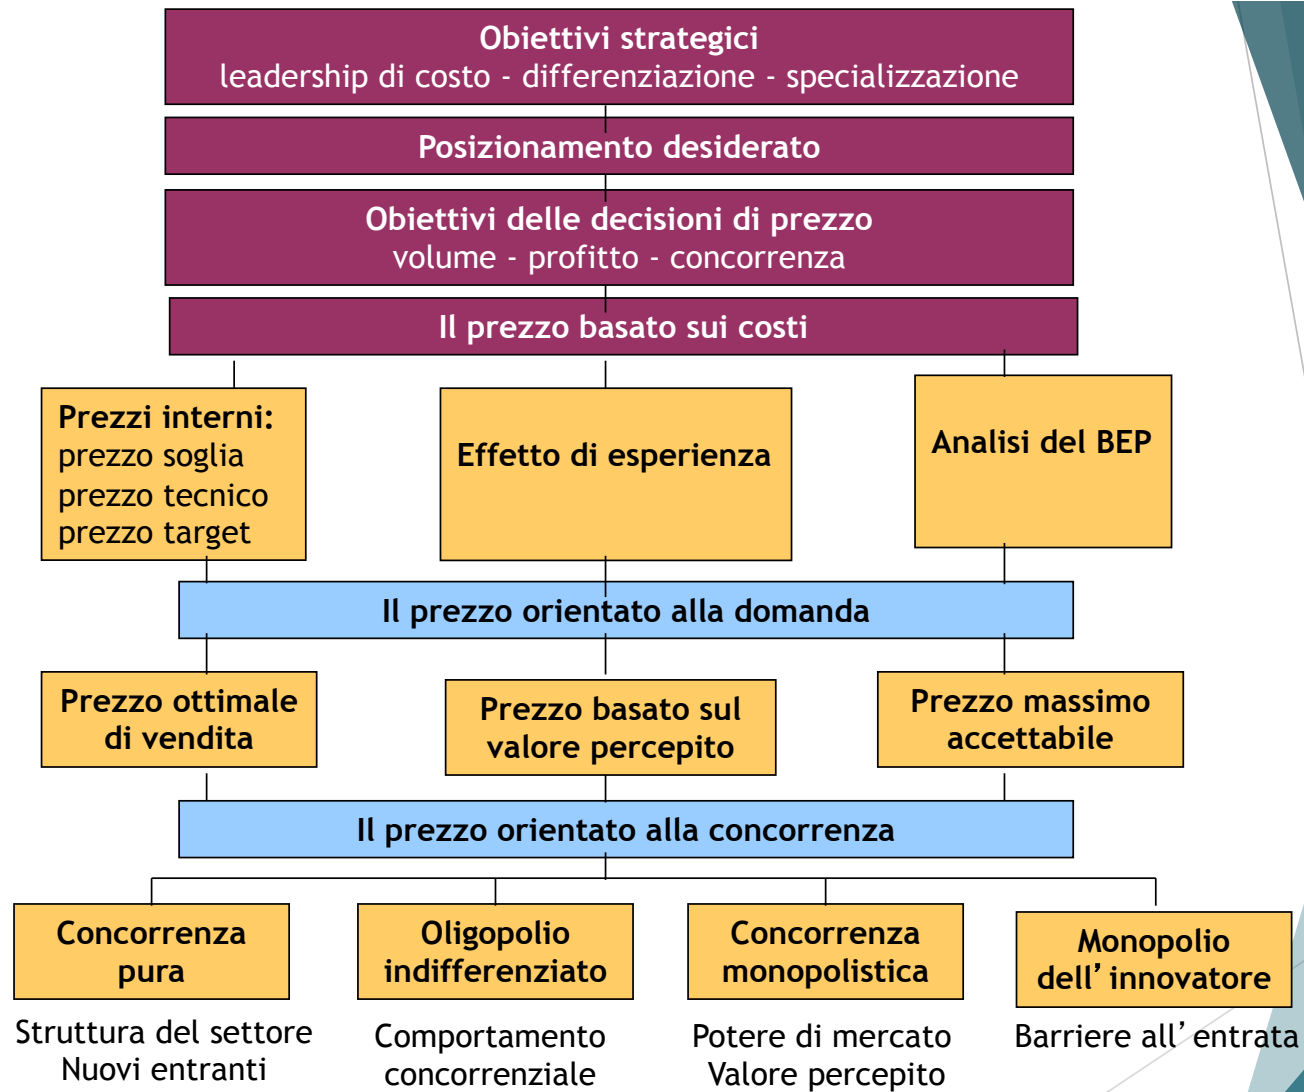 Obiettivi strategici
leadership di costo - differenziazione - specializzazione
Posizionamento desiderato
Obiettivi delle decisioni di prezzo
volume - profitto - concorrenza
Il prezzo basato sui costi
Prezzi interni:
prezzo soglia
prezzo tecnico
prezzo target
Effetto di esperienza
Analisi del BEP
Il prezzo orientato alla domanda
Prezzo ottimale
di vendita
Prezzo basato sul
valore percepito
Prezzo massimo
accettabile
Il prezzo orientato alla concorrenza
Concorrenza
pura
Oligopolio
indifferenziato
Concorrenza
monopolistica
Monopolio
dell’innovatore
Struttura del settore
Nuovi entranti
Comportamento
concorrenziale
Potere di mercato
Valore percepito
Barriere all’entrata